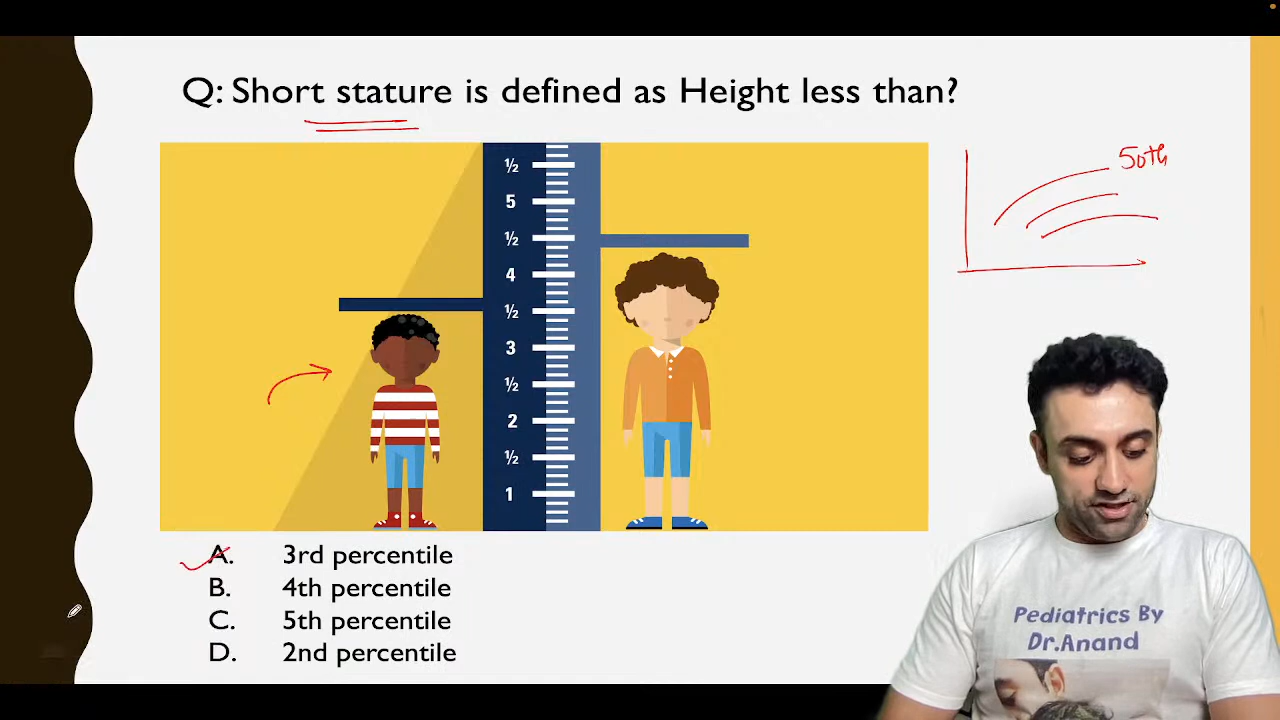 Q: Short stature is defined as Height less than?
50th
½
5
½
4
½
3
½
2
½
1
A. 3rd percentile
B. 4th percentile
C. 5th percentile
D. 2nd percentile
Pediatrics By
Dr.Anand